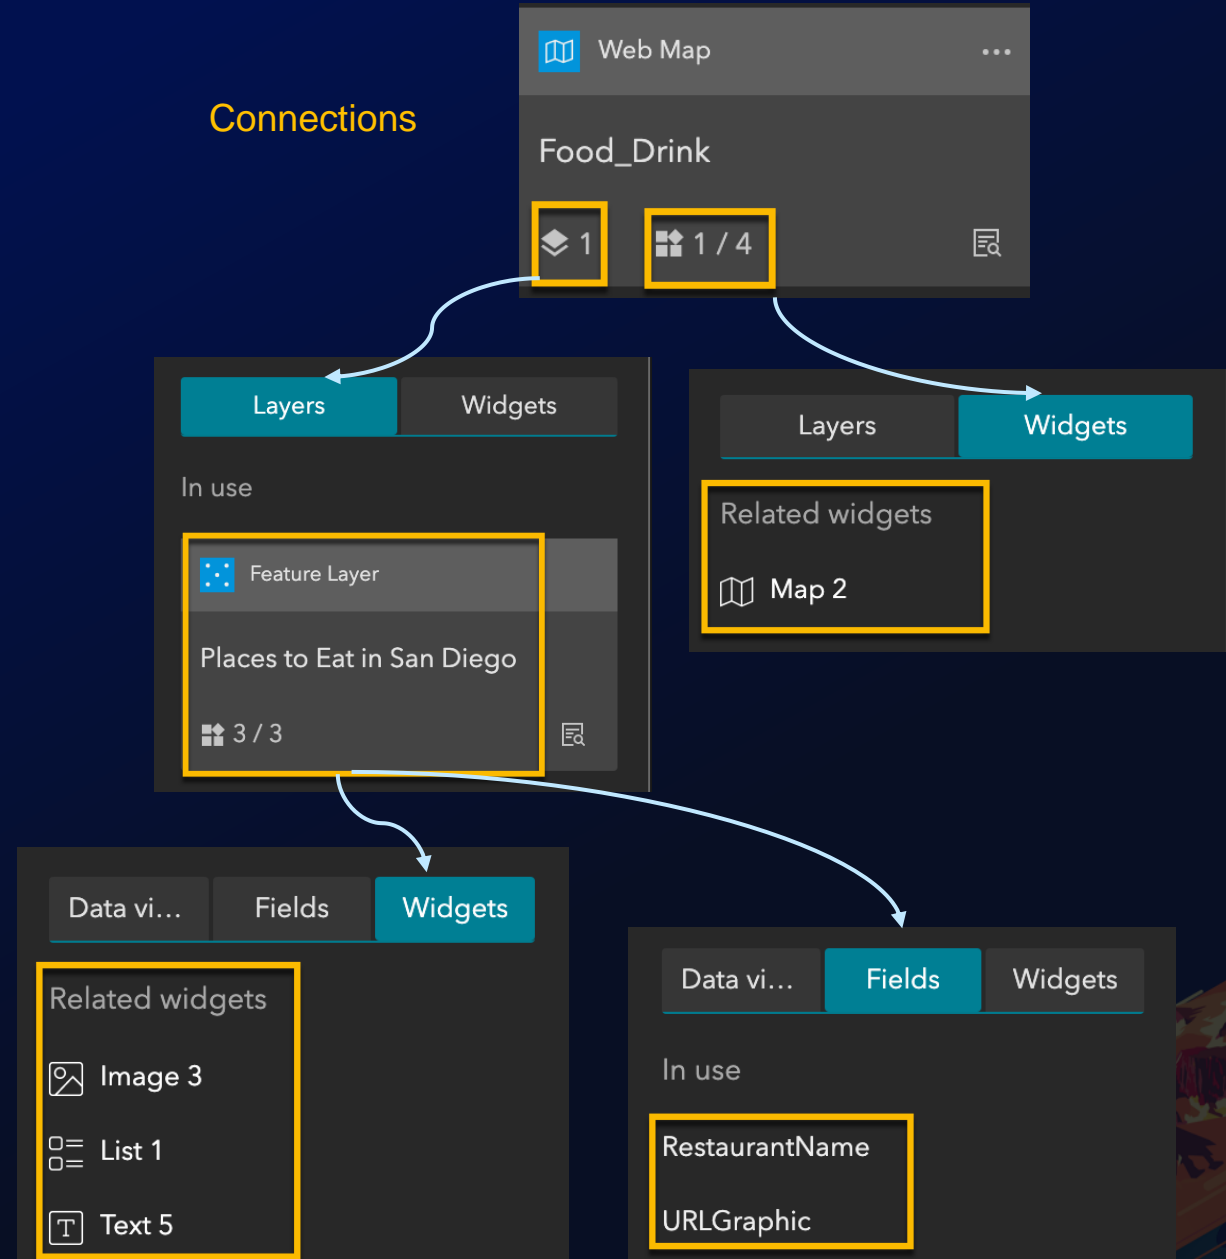 Web Map
Connections
Food_Drink
1
1 / 4
Layers
Widgets
In use
Feature Layer
Places to Eat in San Diego
3 / 3
Layers
Widgets
Related widgets
Map 2
Data vi...
Fields
Widgets
Related widgets
Image 3
List 1
Text 5
Data vi...
Fields
Widgets
In use
RestaurantName
URLGraphic